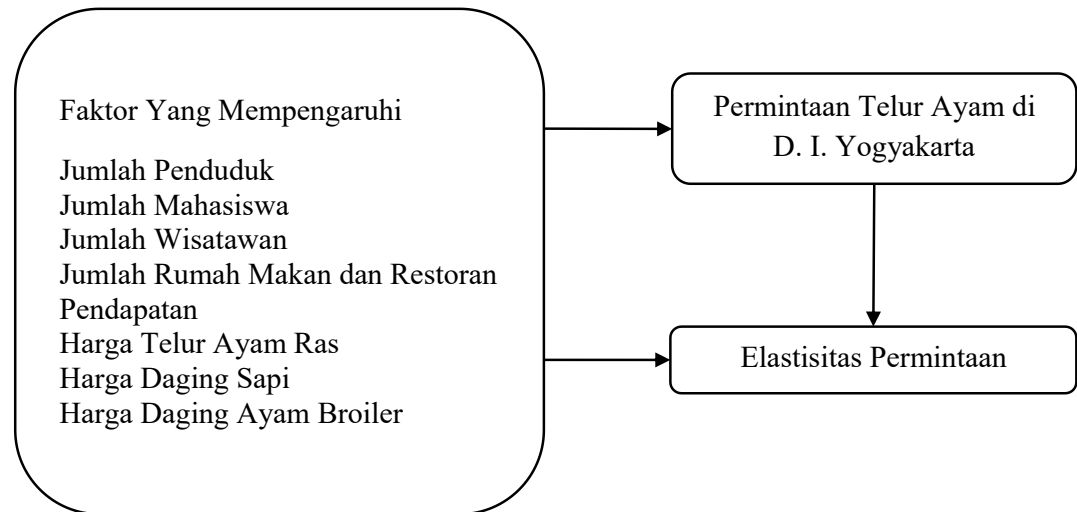 Faktor Yang Mempengaruhi
Jumlah Penduduk
Jumlah Mahasiswa
Jumlah Wisatawan
Jumlah Rumah Makan dan Restoran
Pendapatan
Harga Telur Ayam Ras
Harga Daging Sapi
Harga Daging Ayam Broiler
Permintaan Telur Ayam di
D. I. Yogyakarta
Elastisitas Permintaan